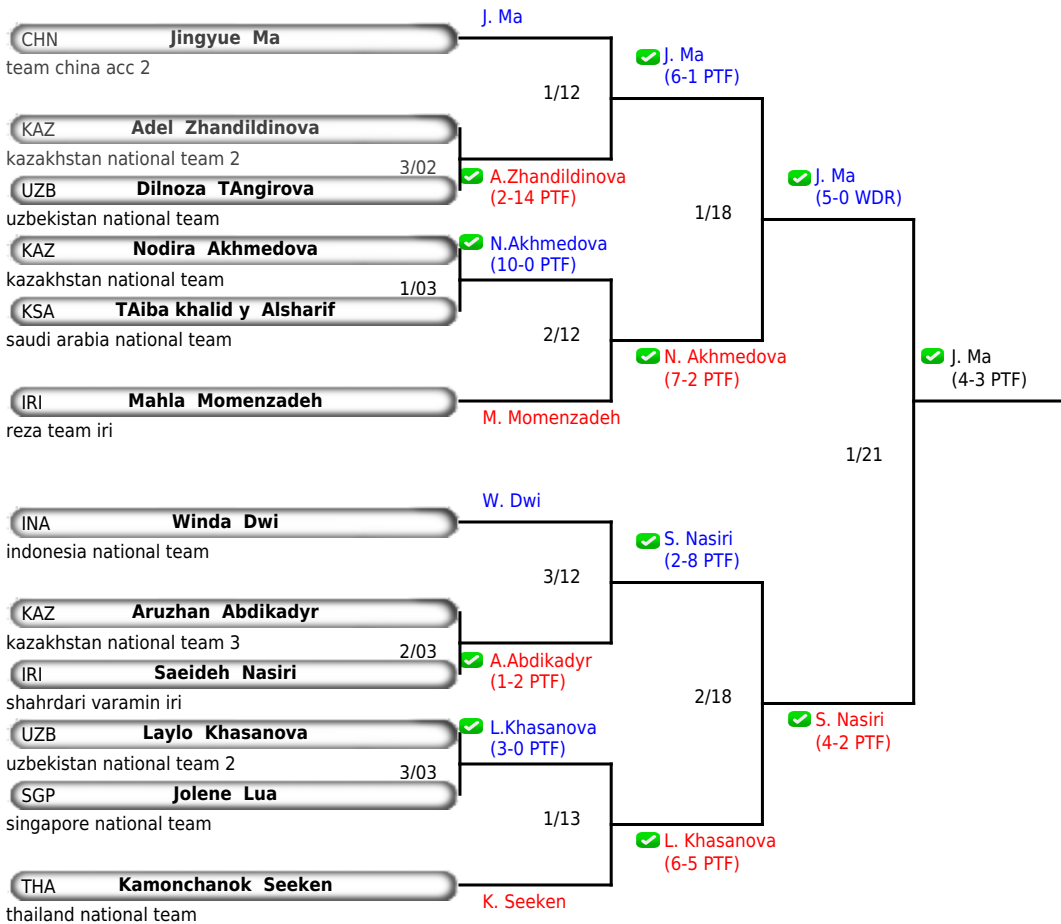 J. Ma
CHN Jingyue Ma
team china acc 2
J. Ma
(6-1 PTF)
1/12
KAZ Adel Zhandildinova
kazakhstan national team 2
3/02
A.Zhandildinova
(2-14 PTF)
UZB Dilnoza TAngirova
uzbekistan national team
J. Ma
(5-0 WDR)
1/18
KAZ Nodira Akhmedova
kazakhstan national team
N.Akhmedova
(10-0 PTF)
1/03
KSA TAiba khalid y Alsharif
saudi arabia national team
2/12
N. Akhmedova
(7-2 PTF)
J. Ma
(4-3 PTF)
IRI Mahla Momenzadeh
reza team iri
M. Momenzadeh
1/21
W. Dwi
INA Winda Dwi
indonesia national team
S. Nasiri
(2-8 PTF)
3/12
KAZ Aruzhan Abdikadyr
kazakhstan national team 3
2/03
A.Abdikadyr
(1-2 PTF)
IRI Saeideh Nasiri
shahrdari varamin iri
2/18
S. Nasiri
(4-2 PTF)
UZB Laylo Khasanova
uzbekistan national team 2
L.Khasanova
(3-0 PTF)
3/03
SGP Jolene Lua
singapore national team
1/13
L. Khasanova
(6-5 PTF)
THA Kamonchanok Seeken
thailand national team
K. Seeken